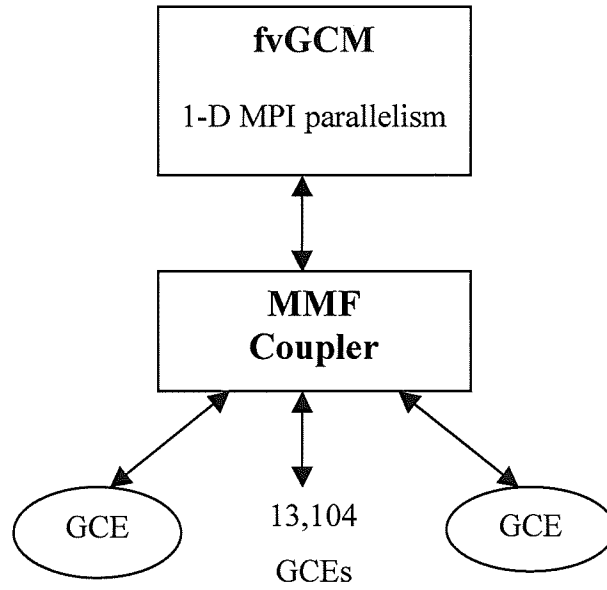 fvGCM
1-D MPI parallelism
MMF
Coupler
GCE
13,104
GCEs
GCE